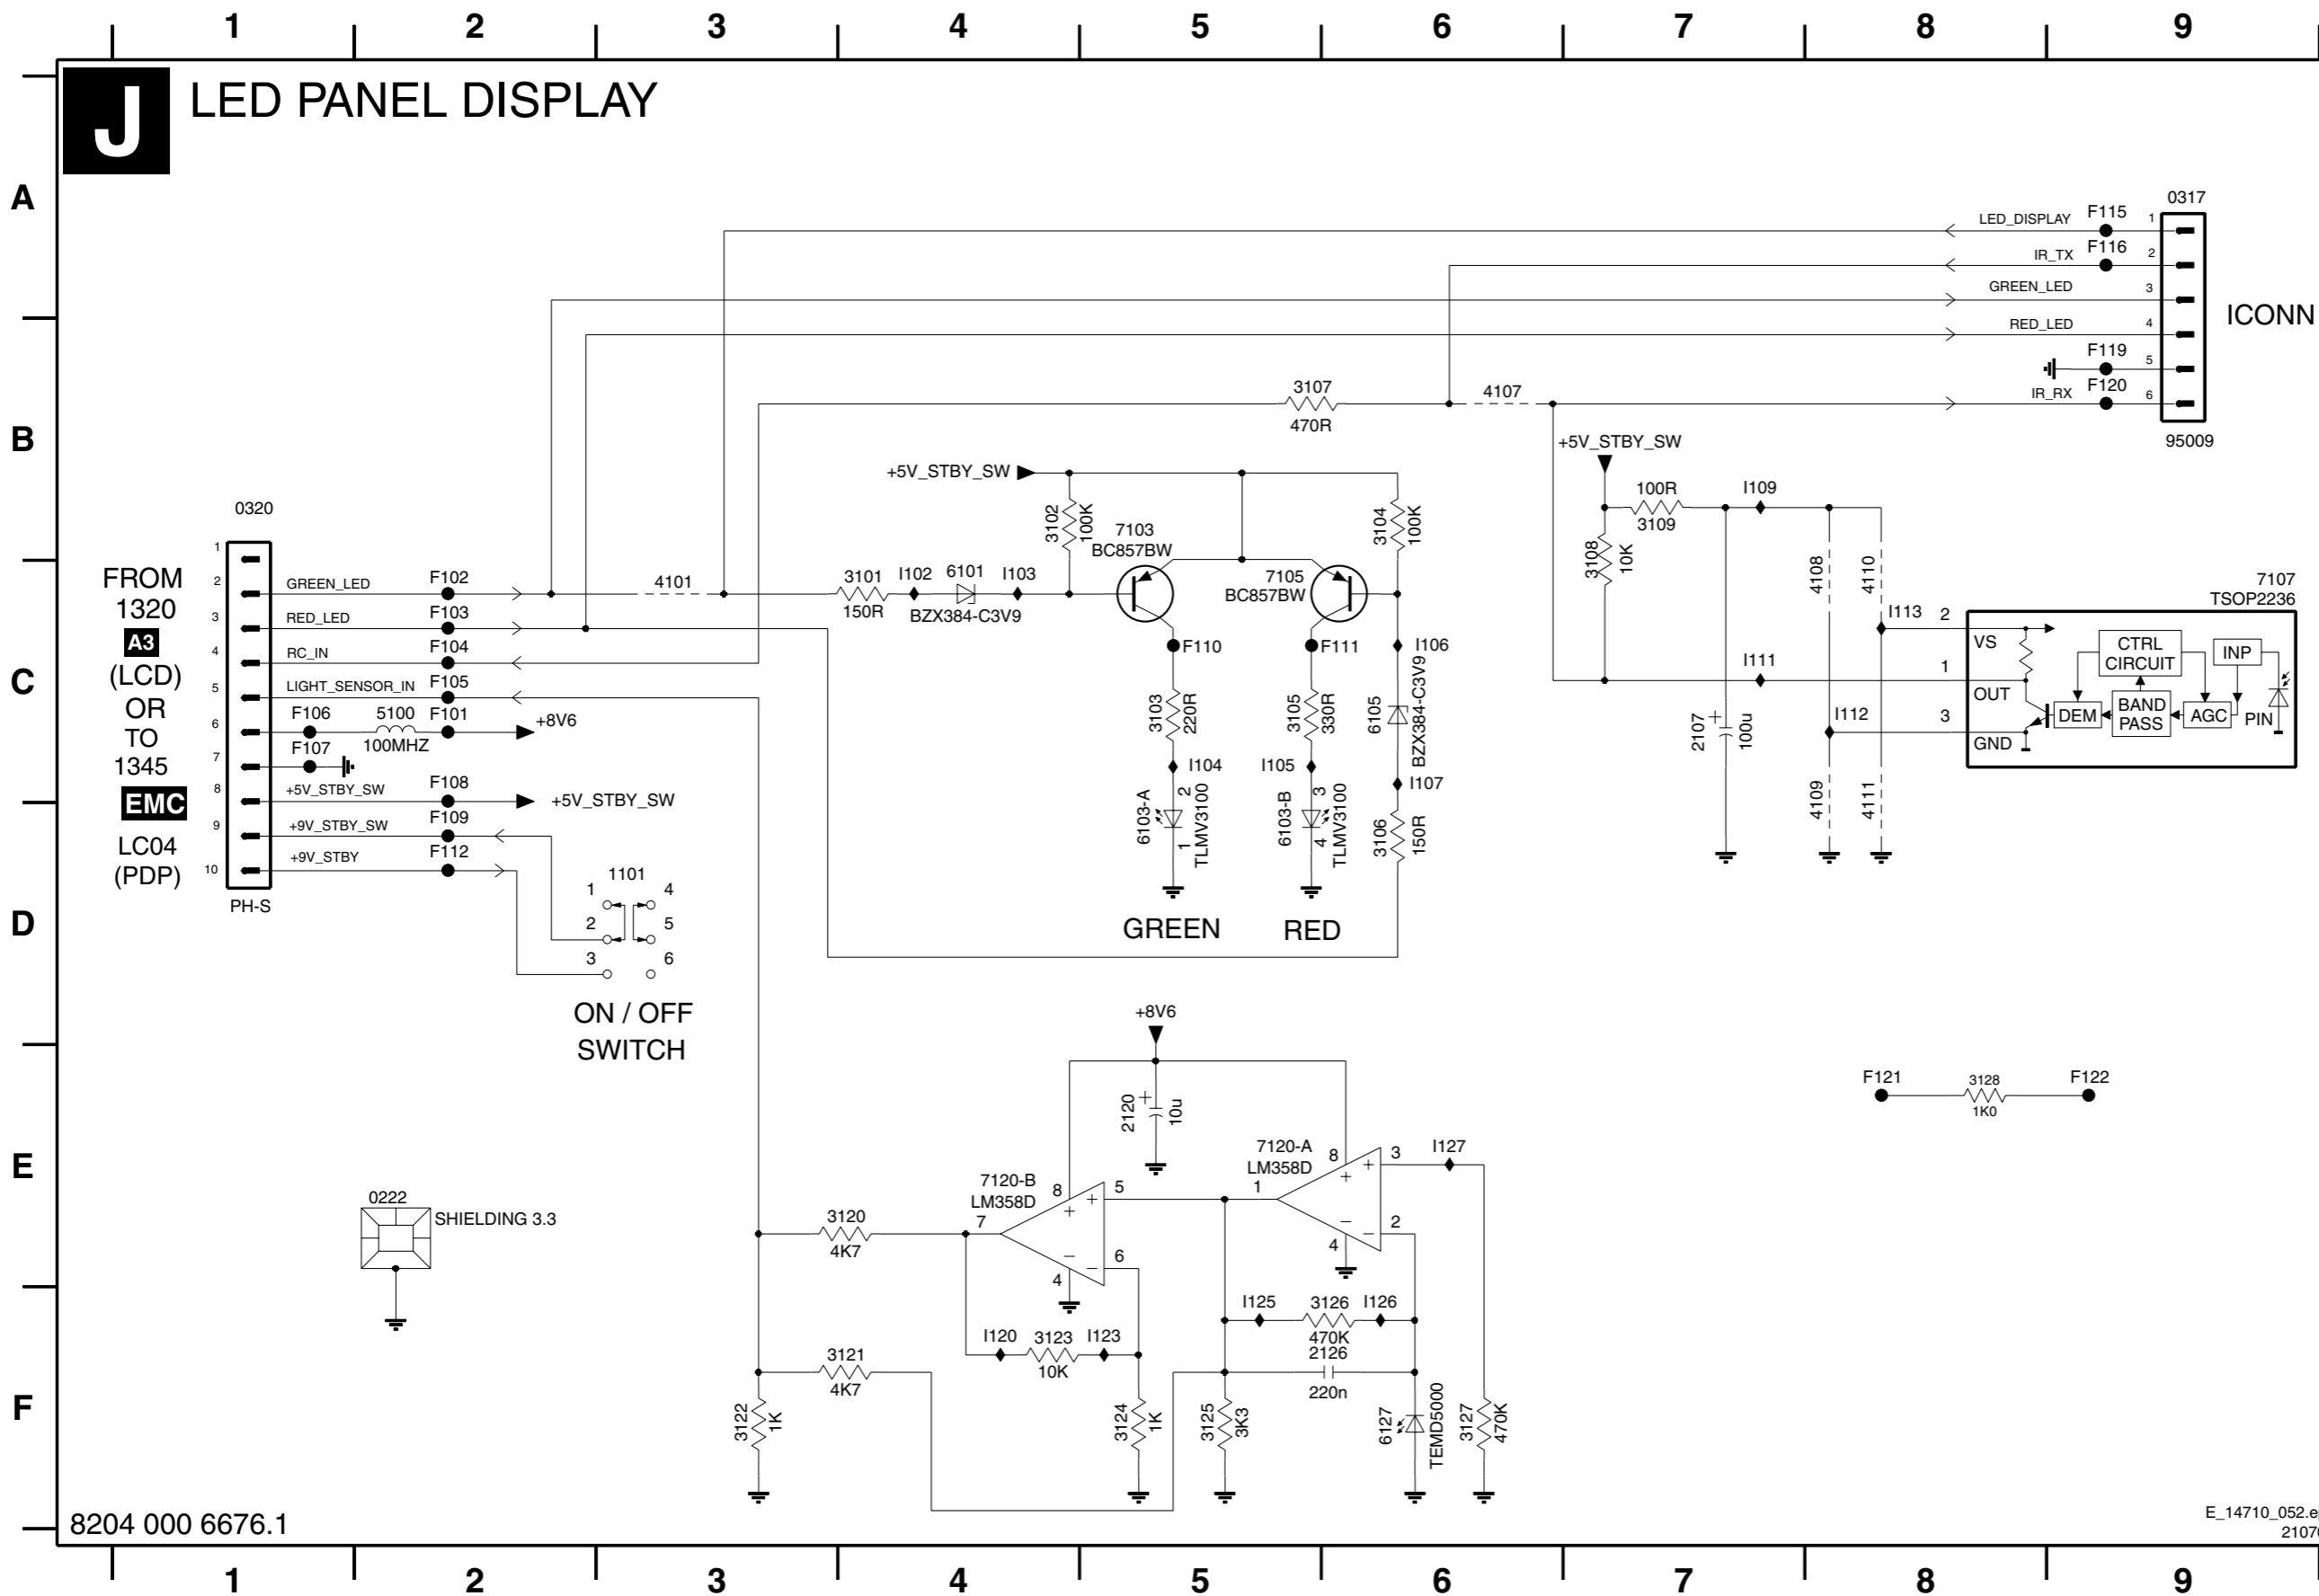 1 2 3 4 5 6 7 8 9
J LED PANEL DISPLAY
A
0317
LED_DISPLAY F115 1
IR_TX F116 2
GREEN_LED 3
RED_LED 4
F119 5
IR_RX F120 6
ICONN
95009
3107
470R
4107
B
+5V_STBY_SW
+5V_STBY_SW
3102
100K
7103
BC857BW
3104
100K
100R
3109
I109
3108
10K
0320
1
FROM
1320
A3
(LCD)
OR
TO
1345
EMC
LC04
(PDP)
2 GREEN_LED F102
3 RED_LED F103
4 RC_IN F104
5 LIGHT_SENSOR_IN F105
6 F106 5100 F101 +8V6
100MHZ
7 F107
8 +5V_STBY_SW F108 +5V_STBY_SW
9 +9V_STBY_SW F109
10 +9V_STBY F112
PH-S
4101
3101
150R
I102
6101
I103
BZX384-C3V9
7105
BC857BW
4108
4110
7107
TSOP2236
I113 2
VS
CTRL
CIRCUIT
INP
C
F110
F111
I106
I111
1
OUT
DEM
BAND
PASS
AGC
PIN
I112
3
GND
3103
220R
3105
330R
6105
BZX384-C3V9
2107
+
100u
I104
I105
I107
6103-A
2
1
TLMV3100
6103-B
3
4
TLMV3100
3106
150R
4109
4111
1101
1 4
2 5
3 6
D
GREEN RED
ON / OFF
SWITCH
+8V6
2120
+
10u
F121
3128
1K0
F122
E
7120-A
LM358D
8
+
3
+
I127
1
−
2
−
4
7120-B
LM358D
8
+
5
+
7
−
6
−
4
0222
SHIELDING 3.3
3120
4K7
I120
3123
10K
I123
I125
3126
470K
I126
2126
220n
3121
4K7
F
3122
1K
3124
1K
3125
3K3
6127
TEMD5000
3127
470K
8204 000 6676.1
E_14710_052.e
2107
1 2 3 4 5 6 7 8 9